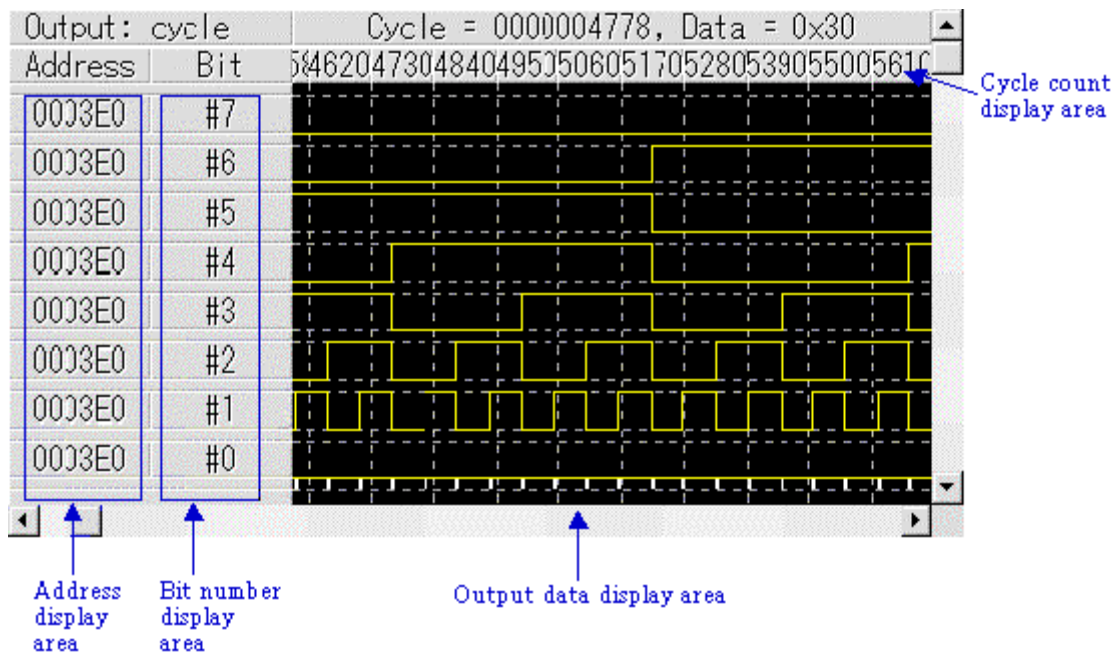 Output: cycle Cycle = 0000004778, Data = 0x30
Address Bit 584620473048404950506051705280539055005610
Cycle count
display area
0003E0 #7
0003E0 #6
0003E0 #5
0003E0 #4
0003E0 #3
0003E0 #2
0003E0 #1
0003E0 #0
Address
display
area
Bit number
display
area
Output data display area